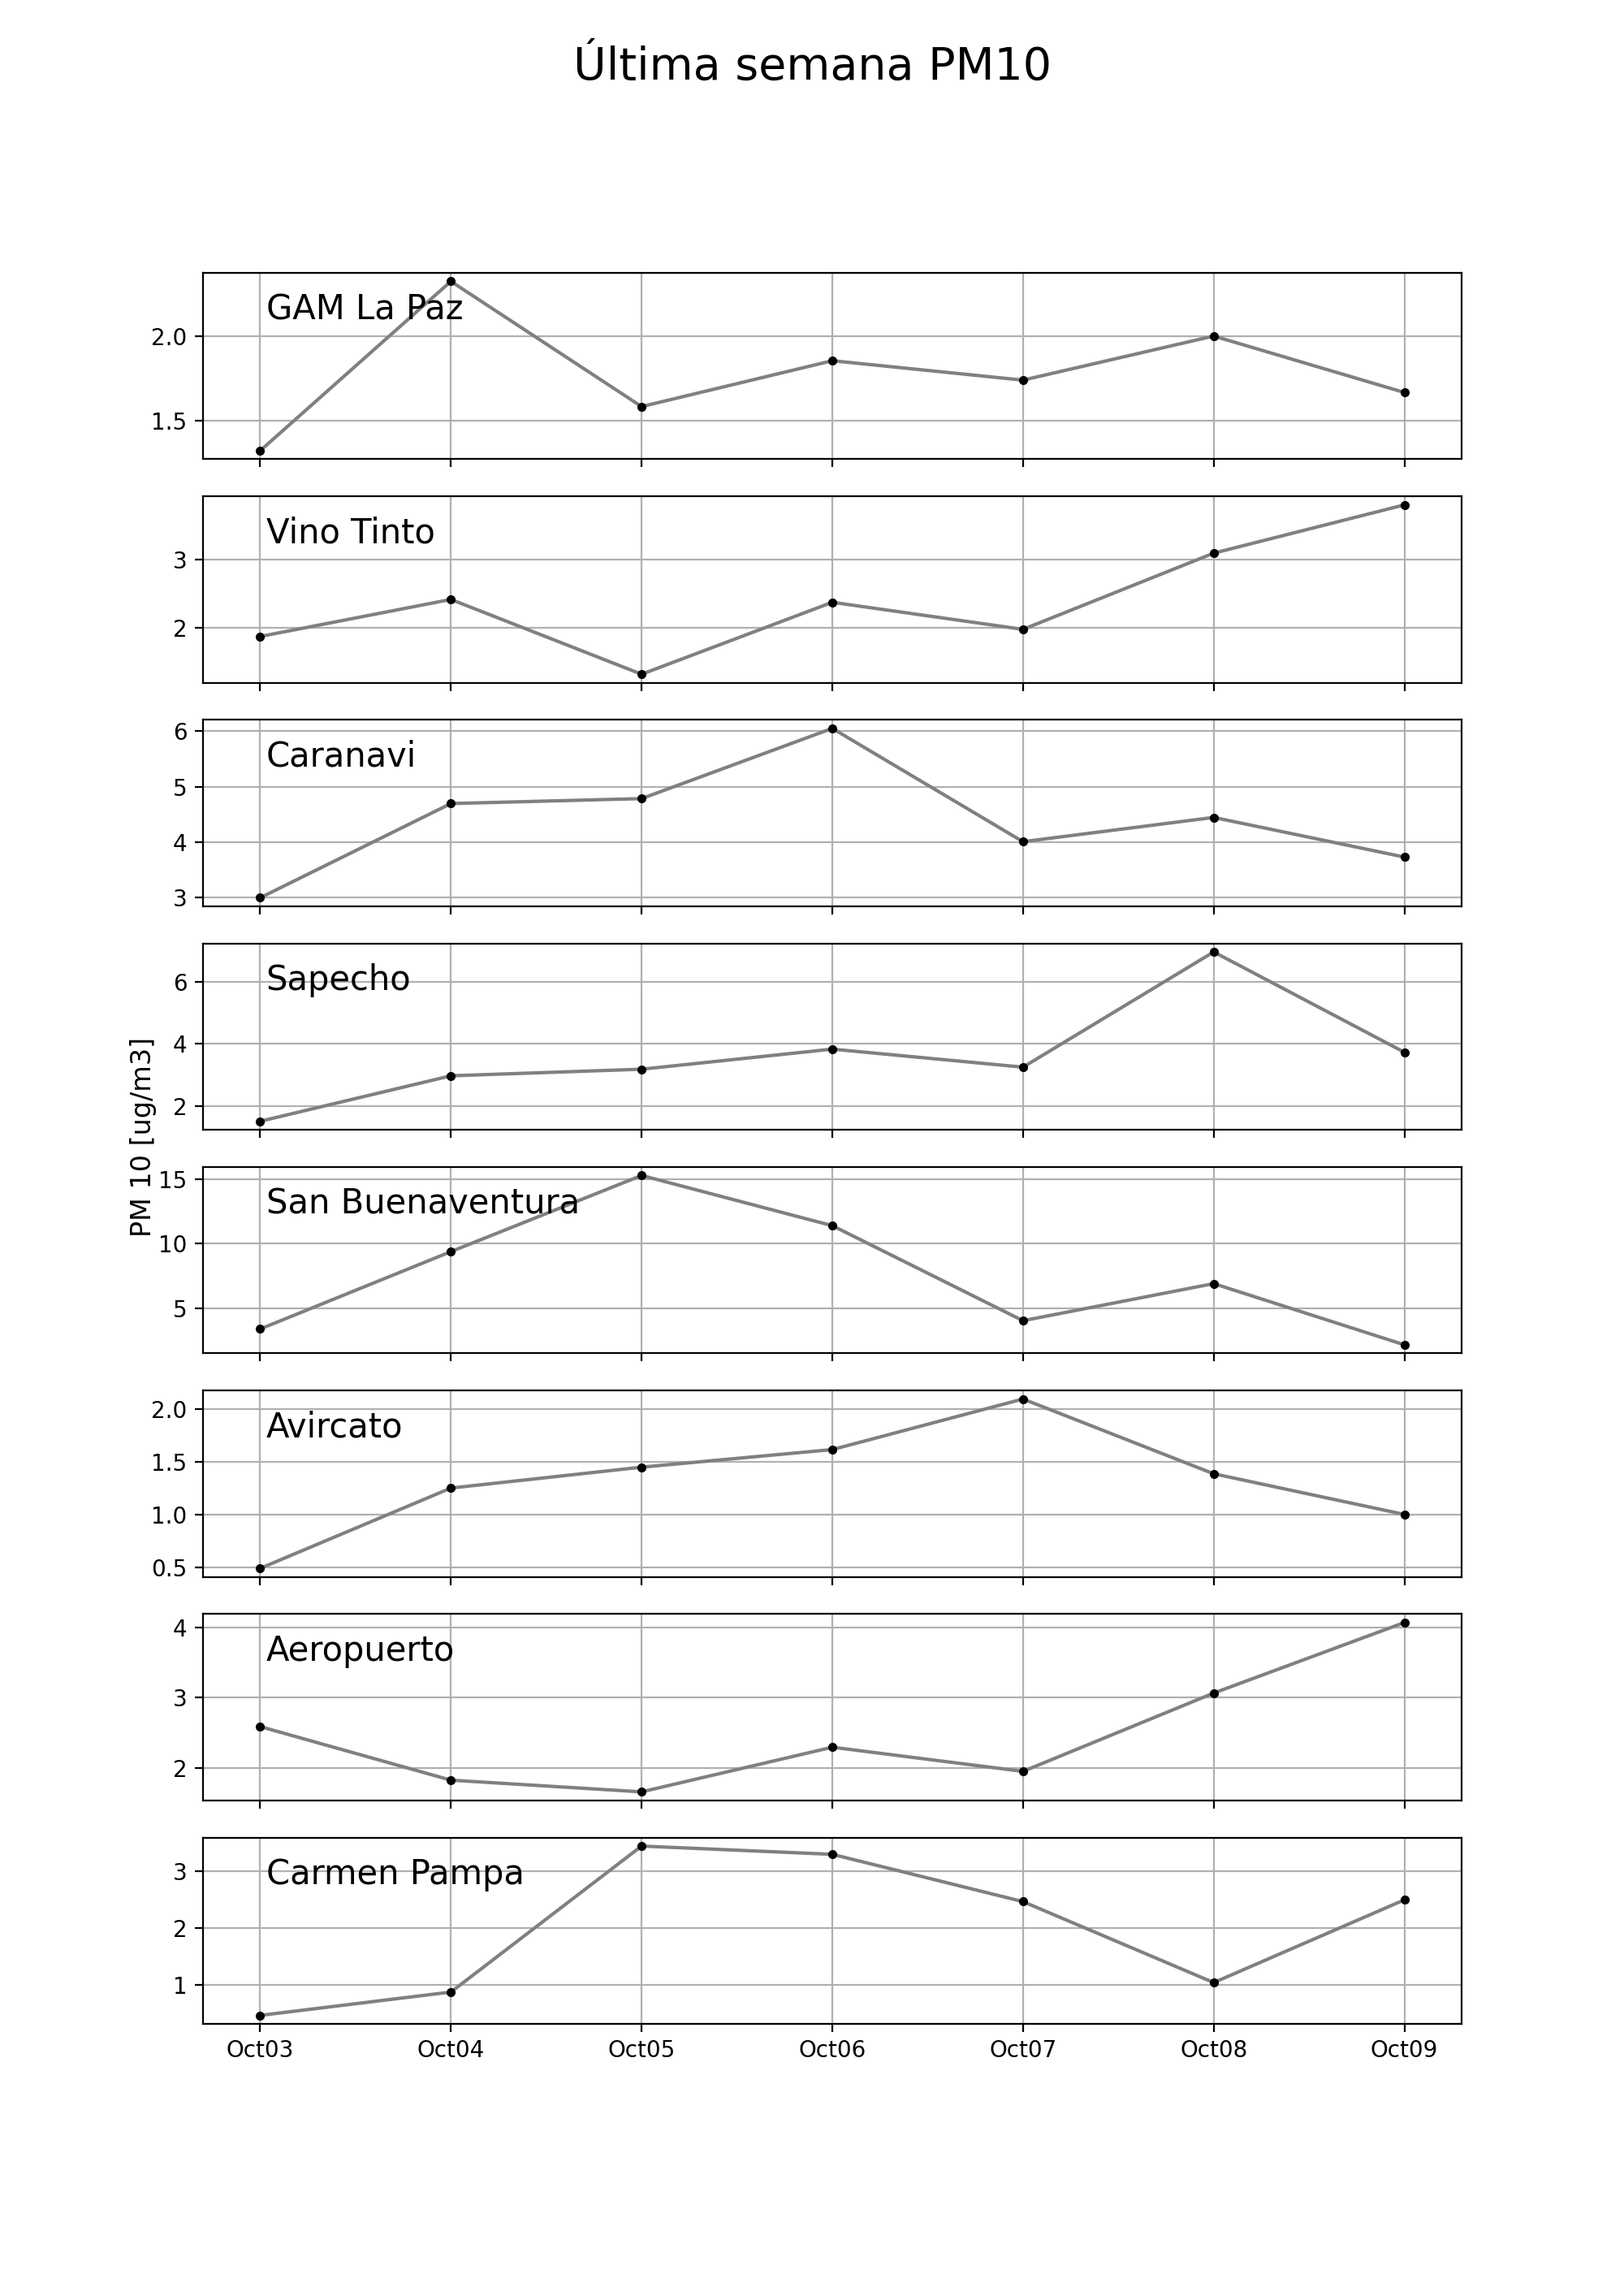 Última semana PM10
GAM La Paz
2.0
1.5
Vino Tinto
3
2
Caranavi
6
5
4
3
Sapecho
6
4
2
PM 10 [ug/m3]
San Buenaventura
15
10
5
Avircato
2.0
1.5
1.0
0.5
Aeropuerto
4
3
2
Carmen Pampa
3
2
1
Oct03 Oct04 Oct05 Oct06 Oct07 Oct08 Oct09